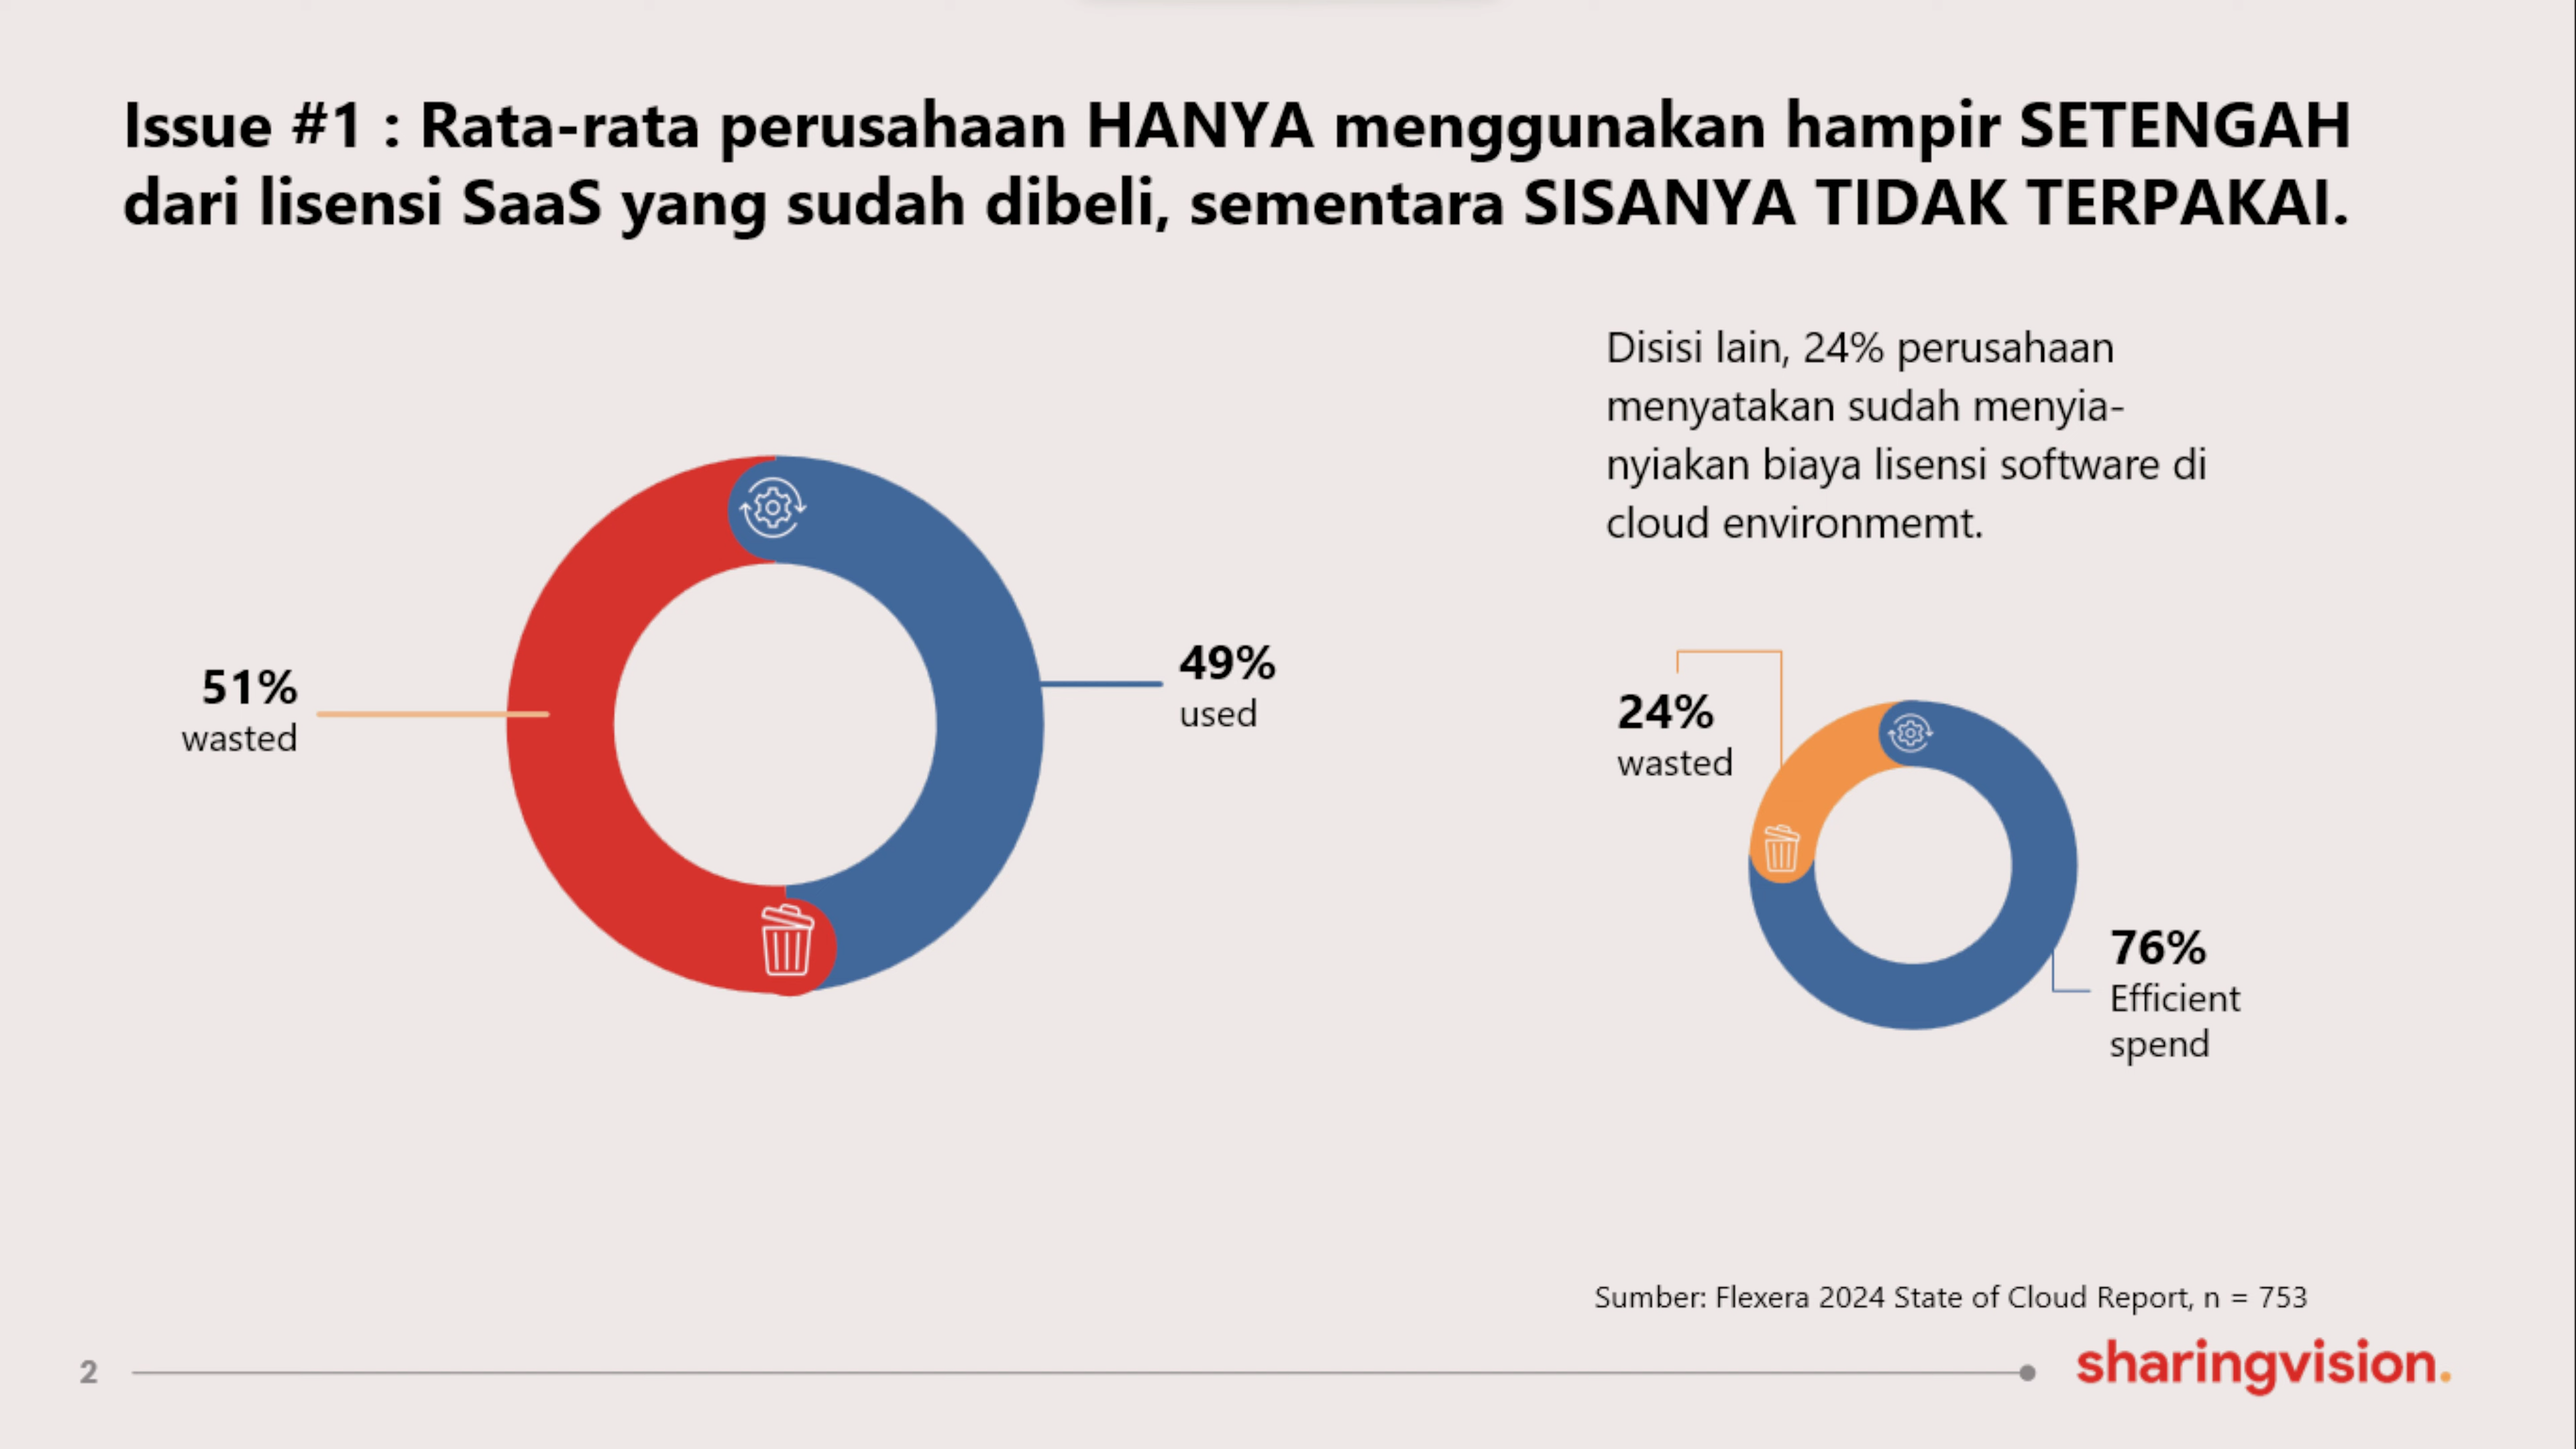 Issue #1 : Rata-rata perusahaan HANYA menggunakan hampir SETENGAH
dari lisensi SaaS yang sudah dibeli, sementara SISANYA TIDAK TERPAKAI.
51%
wasted
49%
used
Disisi lain, 24% perusahaan
menyatakan sudah menyia-
nyiakan biaya lisensi software di
cloud environmemt.
24%
wasted
76%
Efficient
spend
Sumber: Flexera 2024 State of Cloud Report, n = 753
2
sharingvision.